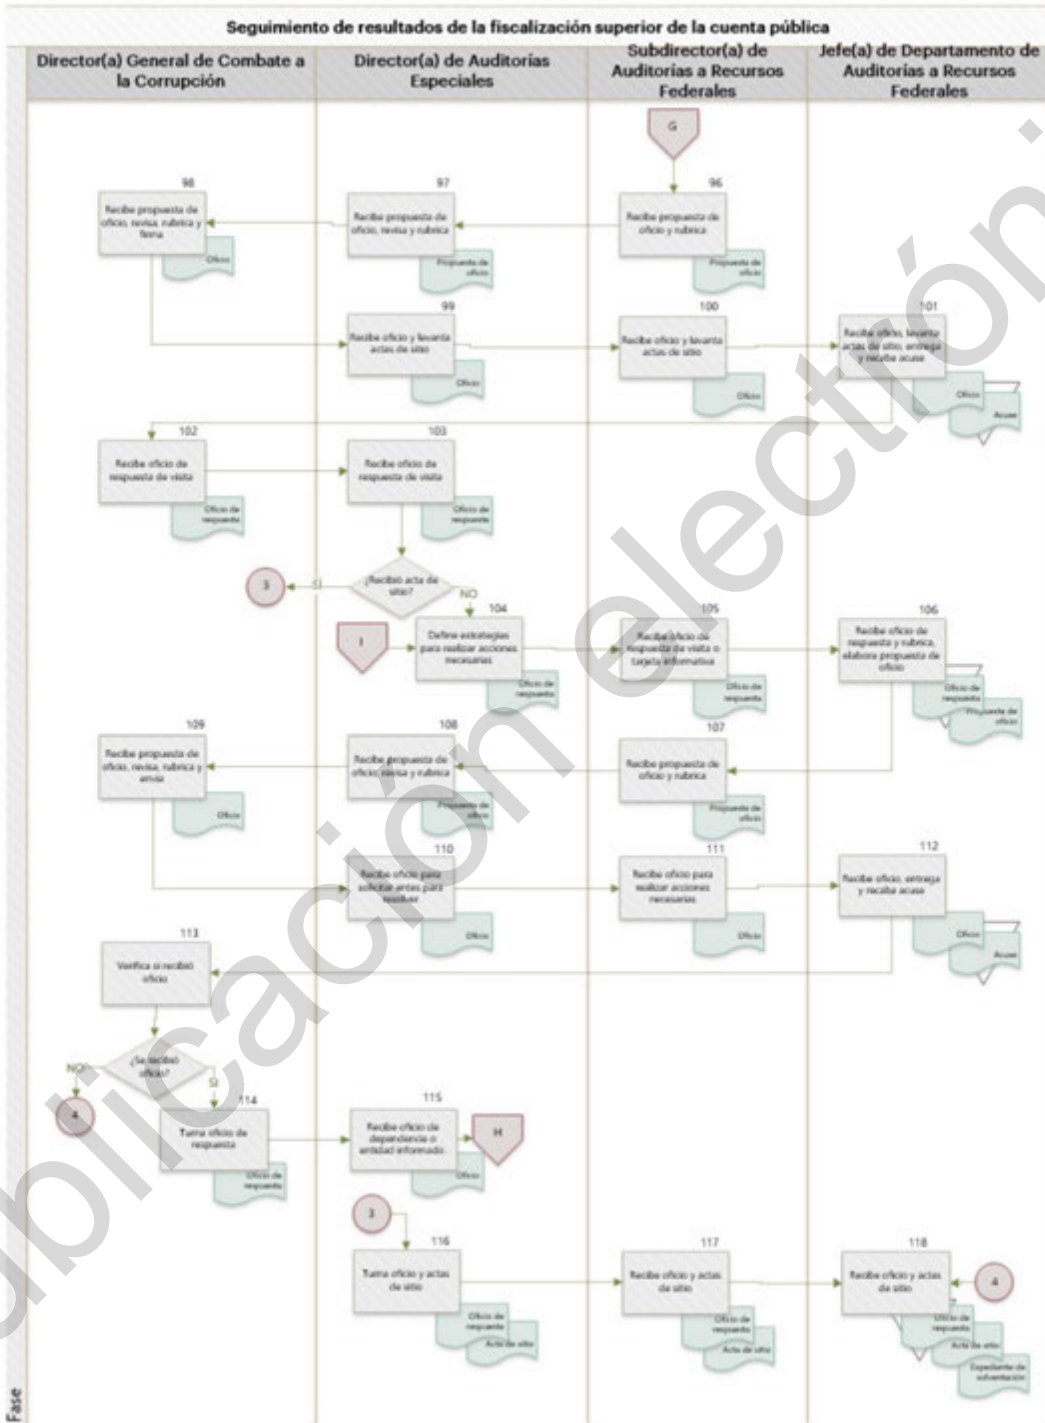 Seguimiento de resultados de la fiscalización superior de la cuenta pública
Director(a) General de Combate a
la Corrupción
Director(a) de Auditorías
Especiales
Subdirector(a) de
Auditorías a Recursos
Federales
Jefe(a) de Departamento de
Auditorías a Recursos
Federales
G
98
Recibe propuesta de
oficio, revisa, rubrica y
firma
Oficio
97
Recibe propuesta de
oficio, revisa y rubrica
Propuesta de
oficio
96
Recibe propuesta de
oficio y rubrica
Propuesta de
oficio
99
Recibe oficio y levanta
actas de sitio
Oficio
100
Recibe oficio y levanta
actas de sitio
Oficio
101
Recibe oficio, levanta
actas de sitio, entrega
y recaba acuse
Oficio
Acuse
102
Recibe oficio de
respuesta de visita
Oficio de
respuesta
103
Recibe oficio de
respuesta de visita
Oficio de
respuesta
¿Recibió acta de
sitio?
SÍ
3
NO
I
104
Define estrategias
para realizar acciones
necesarias
Oficio de
respuesta
105
Recibe oficio de
respuesta de visita o
tarjeta informativa
Oficio de
respuesta
106
Recibe oficio de
respuesta y rubrica,
elabora propuesta de
oficio
Oficio de
respuesta
Propuesta de
oficio
109
Recibe propuesta de
oficio, revisa, rubrica y
envía
Oficio
108
Recibe propuesta de
oficio, revisa y rubrica
Propuesta de
oficio
107
Recibe propuesta de
oficio y rubrica
Propuesta de
oficio
110
Recibe oficio para
solicitar antes para
resolver
Oficio
111
Recibe oficio para
realizar acciones
necesarias
Oficio
112
Recibe oficio, entrega
y recaba acuse
Oficio
Acuse
113
Verifica si recibió
oficio
¿Se recibió
oficio?
NO
4
SI
114
Turna oficio de
respuesta
Oficio de
respuesta
115
Recibe oficio de
dependencia o
entidad informado.
Oficio
H
3
116
Turna oficio y actas
de sitio
Oficio de
respuesta
Acta de sitio
117
Recibe oficio y actas
de sitio
Oficio de
respuesta
Acta de sitio
118
Recibe oficio y actas
de sitio
4
Oficio de
respuesta
Acta de sitio
Expediente de
solventación
Fase
ublicación electrón